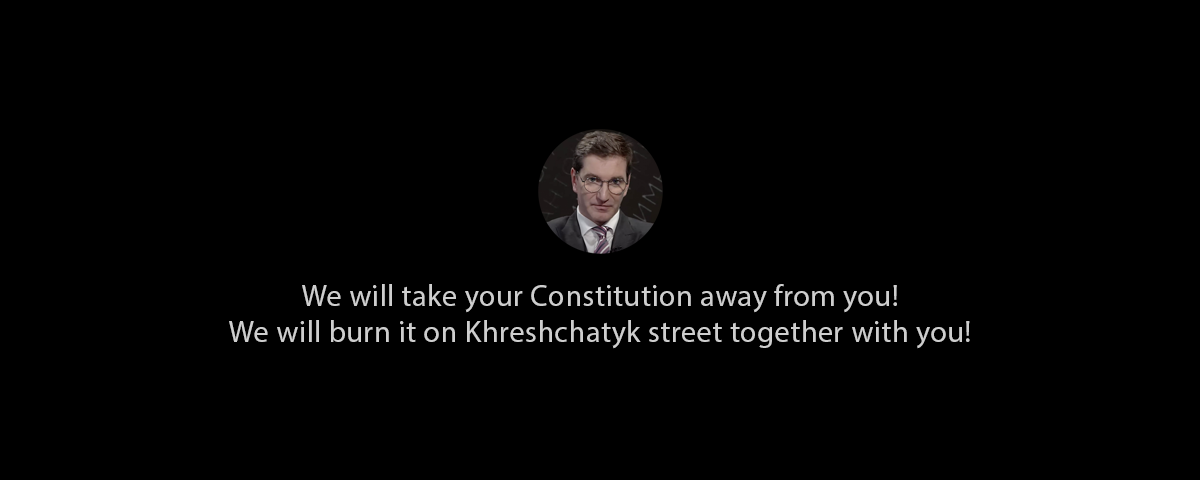 We will take your Constitution away from you!
We will burn it on Khreshchatyk street together with you!